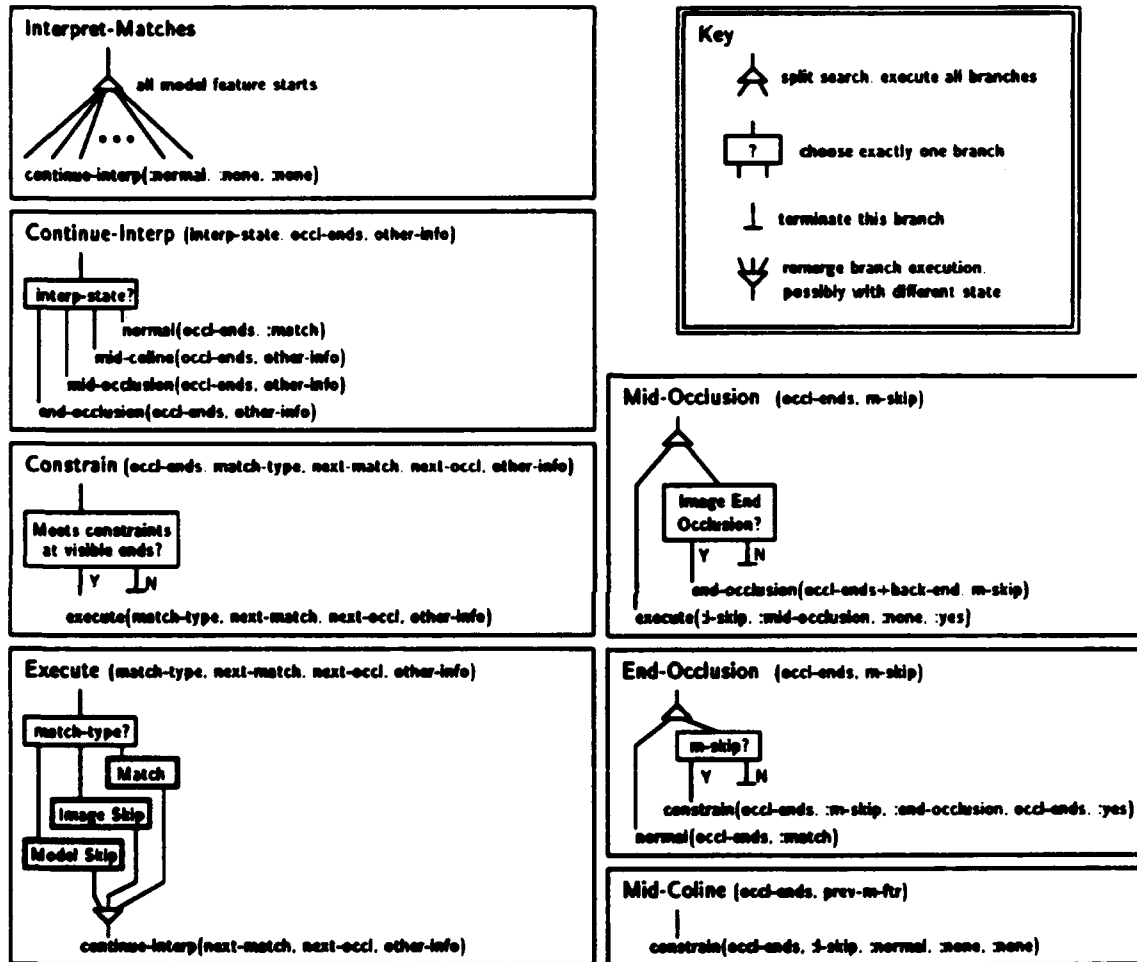 Interpret-Matches
all model feature starts
continue-interp(:normal, :none, :none)
Continue-Interp (interp-state, occl-ends, other-info)
interp-state?
normal(occl-ends, :match)
mid-coline(occl-ends, other-info)
mid-occlusion(occl-ends, other-info)
end-occlusion(occl-ends, other-info)
Constrain (occl-ends, match-type, next-match, next-occl, other-info)
Meets constraints
at visible ends?
Y N
execute(match-type, next-match, next-occl, other-info)
Execute (match-type, next-match, next-occl, other-info)
match-type?
Match
Image Skip
Model Skip
continue-interp(next-match, next-occl, other-info)
Key
split search, execute all branches
?
choose exactly one branch
terminate this branch
remerge branch execution,
possibly with different state
Mid-Occlusion (occl-ends, m-skip)
Image End
Occlusion?
Y N
end-occlusion(occl-ends+back-end, m-skip)
execute(:i-skip, :mid-occlusion, :none, :yes)
End-Occlusion (occl-ends, m-skip)
m-skip?
Y N
constrain(occl-ends, :m-skip, :end-occlusion, occl-ends, :yes)
normal(occl-ends, :match)
Mid-Coline (occl-ends, prev-m-ftr)
constrain(occl-ends, :i-skip, :normal, :none, :none)